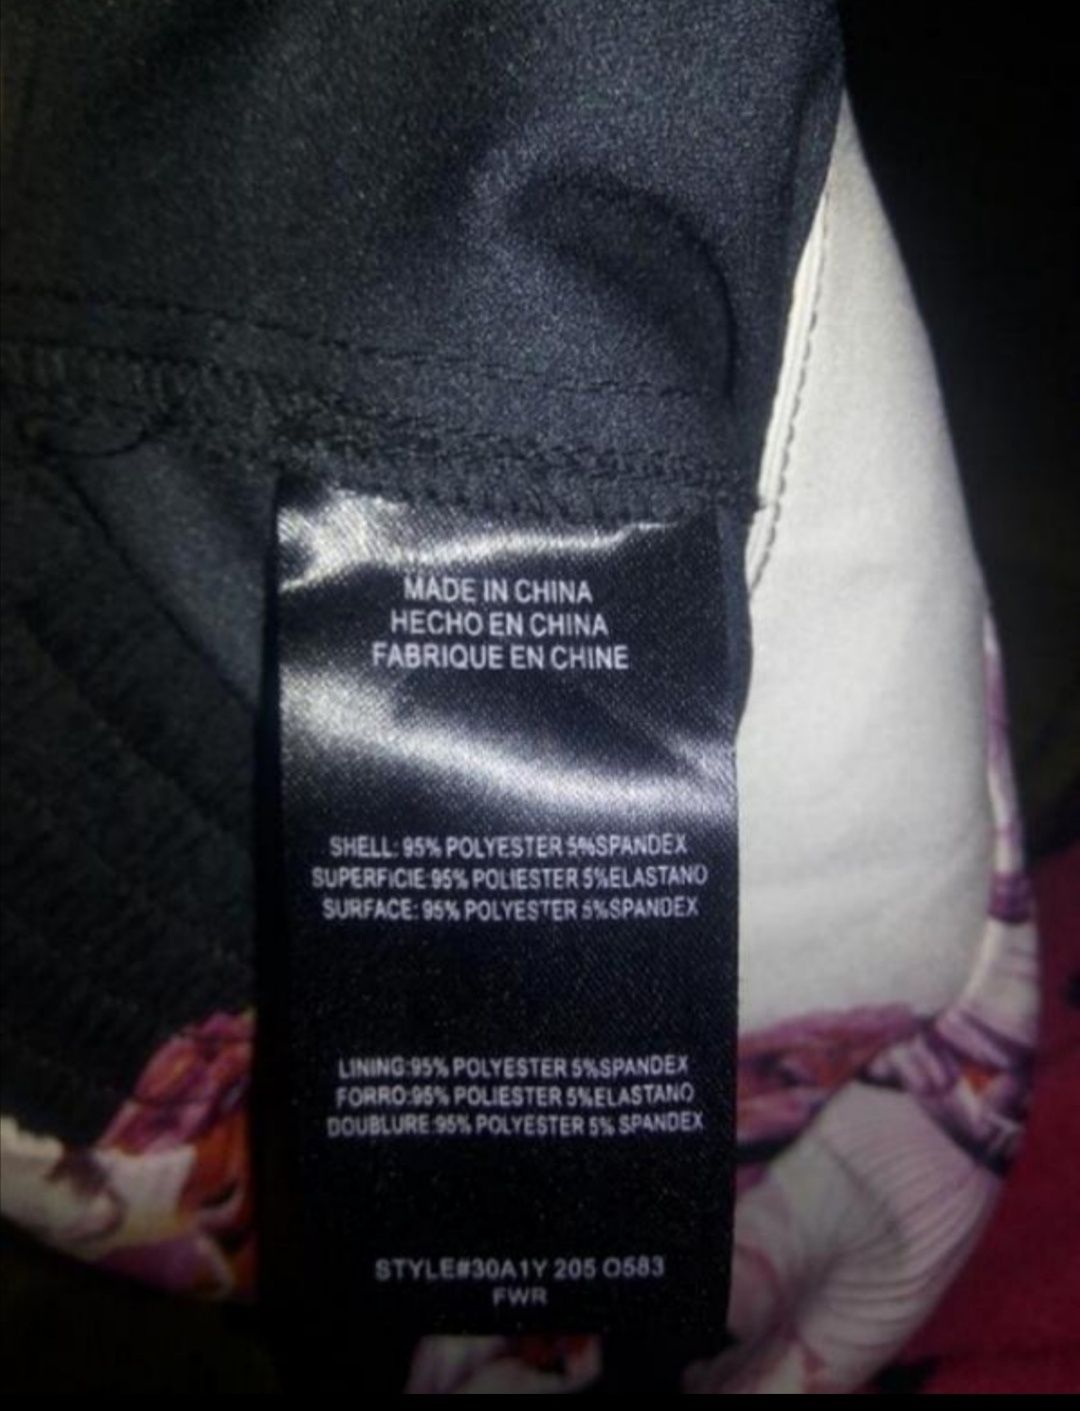 MADE IN CHINA
HECHO EN CHINA
FABRIQUE EN CHINE
SHELL: 95% POLYESTER 5%SPANDEX
SUPERFICIE:95% POLIESTER 5%ELASTANO
SURFACE: 95% POLYESTER 5%SPANDEX
LINING:95% POLYESTER 5%SPANDEX
FORRO:95% POLIESTER 5%ELASTANO
DOUBLURE:95% POLYESTER 5% SPANDEX
STYLE#30A1Y 205 O583
FWR